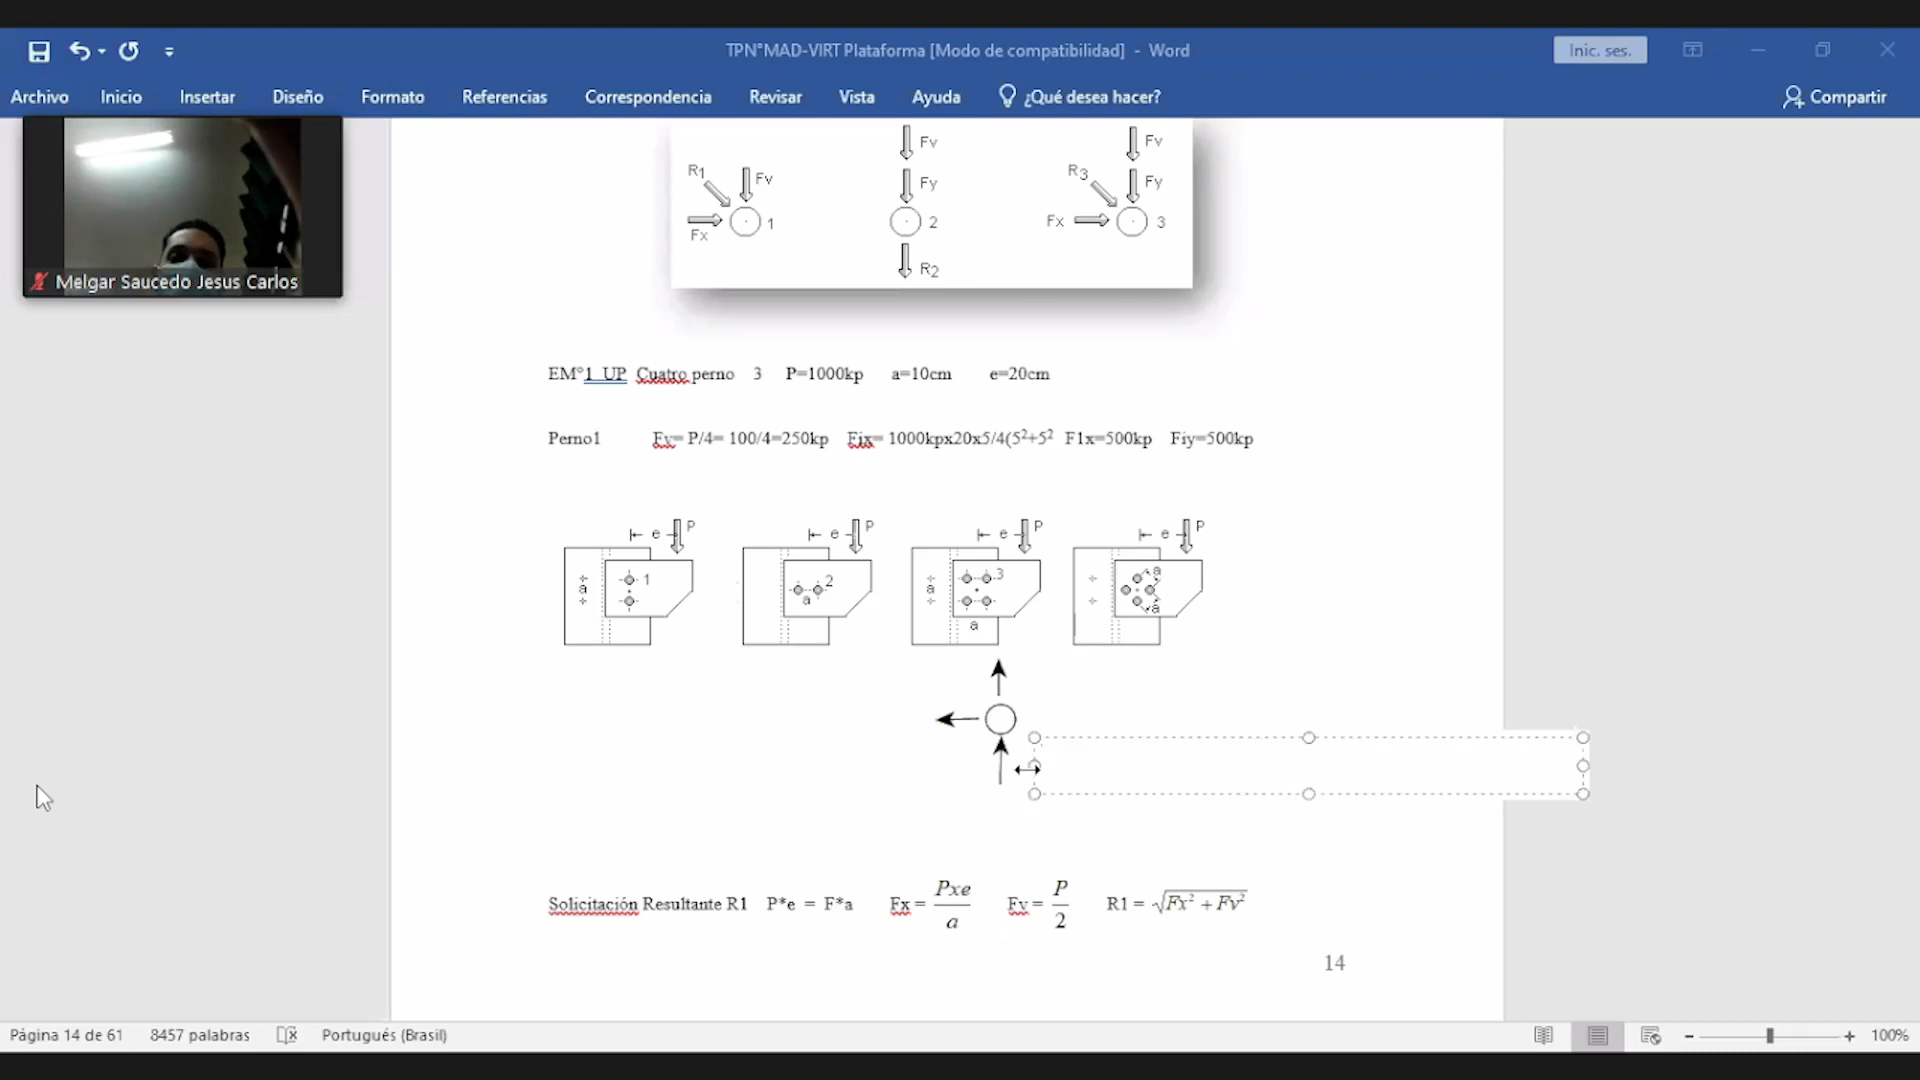 TPN°MAD-VIRT Plataforma [Modo de compatibilidad] - Word
Inic. ses.
Archivo Inicio Insertar Diseño Formato Referencias Correspondencia Revisar Vista Ayuda ¿Qué desea hacer? Compartir
Melgar Saucedo Jesus Carlos
Fv Fv
R1 Fv Fy R3 Fy
1 2 Fx 3
Fx
R2
EM°1 UP Cuatro perno 3 P=1000kp a=10cm e=20cm
Perno1 Fv= P/4= 100/4=250kp Fix= 1000kpx20x5/4(5²+5² F1x=500kp Fiy=500kp
e P e P e P e P
a 1 2 a 3 a
a a
a
Solicitación Resultante R1 P*e = F*a Fx = Pxe/a Fv = P/2 R1 = √Fx² + Fv²
14
Página 14 de 61 8457 palabras Portugués (Brasil) 100%